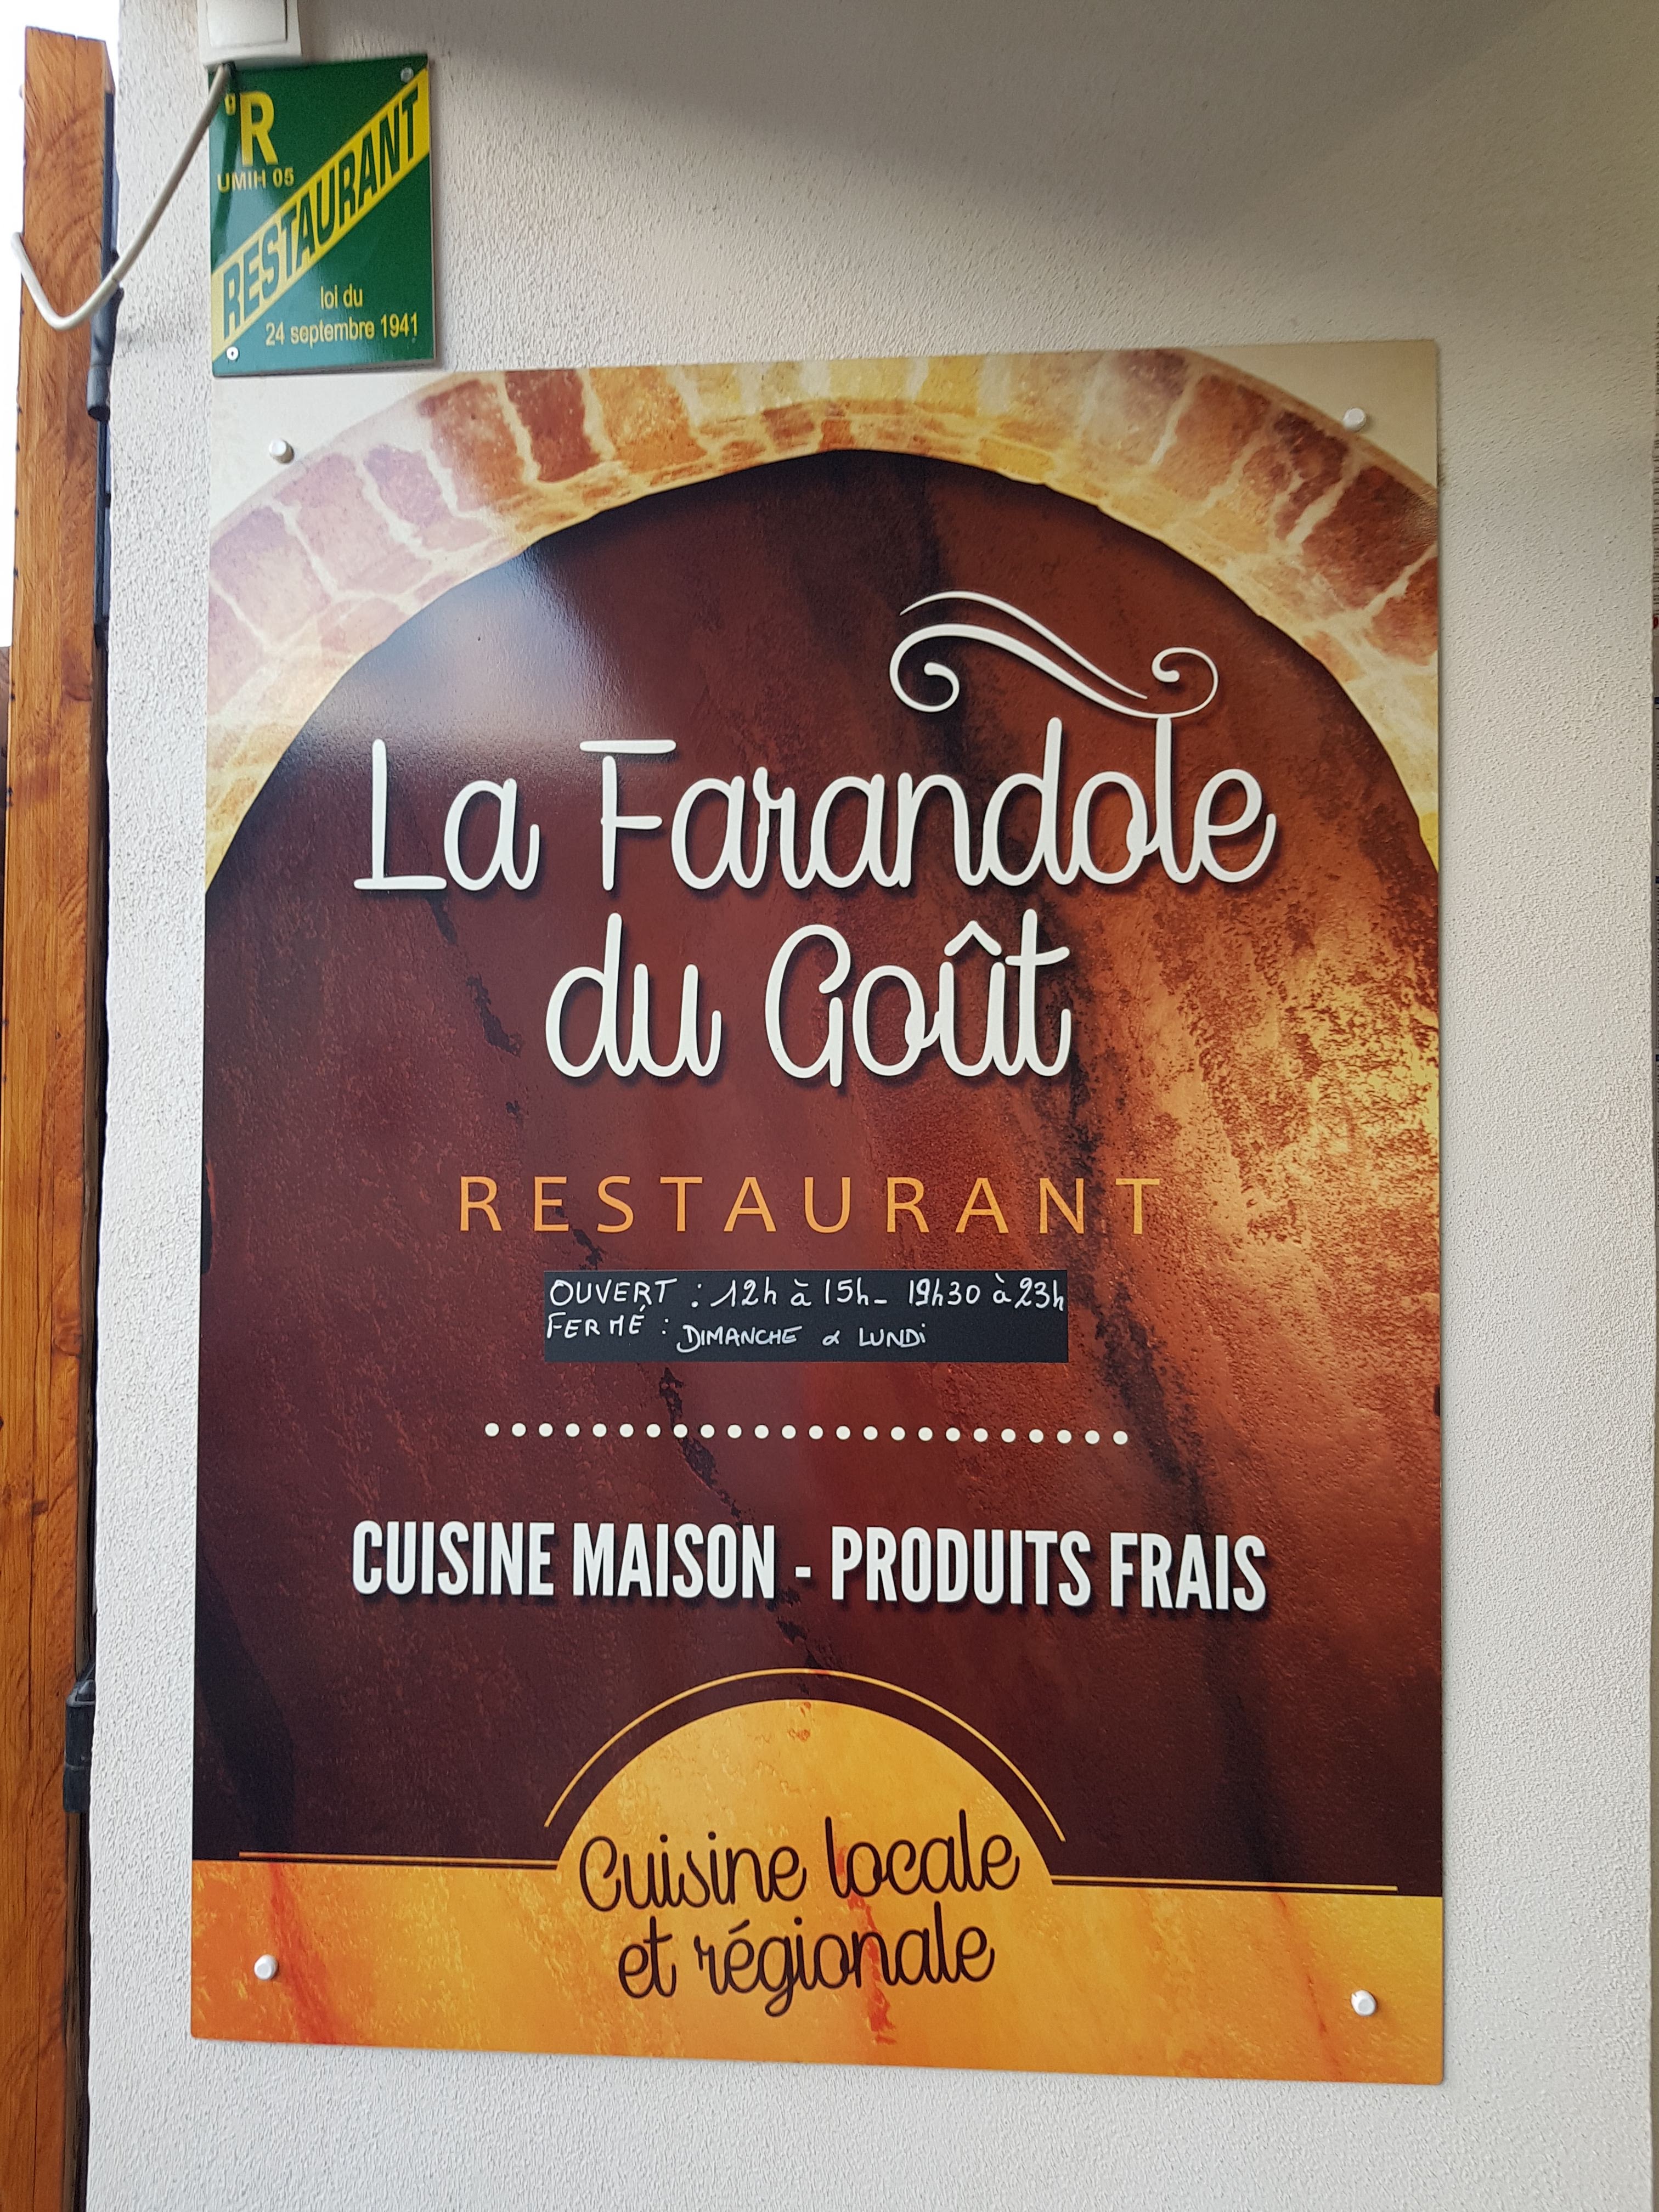 R
UMIH 05
RESTAURANT
loi du
24 septembre 1941
La Farandole
du Goût
RESTAURANT
OUVERT : 12h à 15h - 19h30 à 23h
FERMÉ : DIMANCHE & LUNDI
CUISINE MAISON - PRODUITS FRAIS
Cuisine locale
et régionale